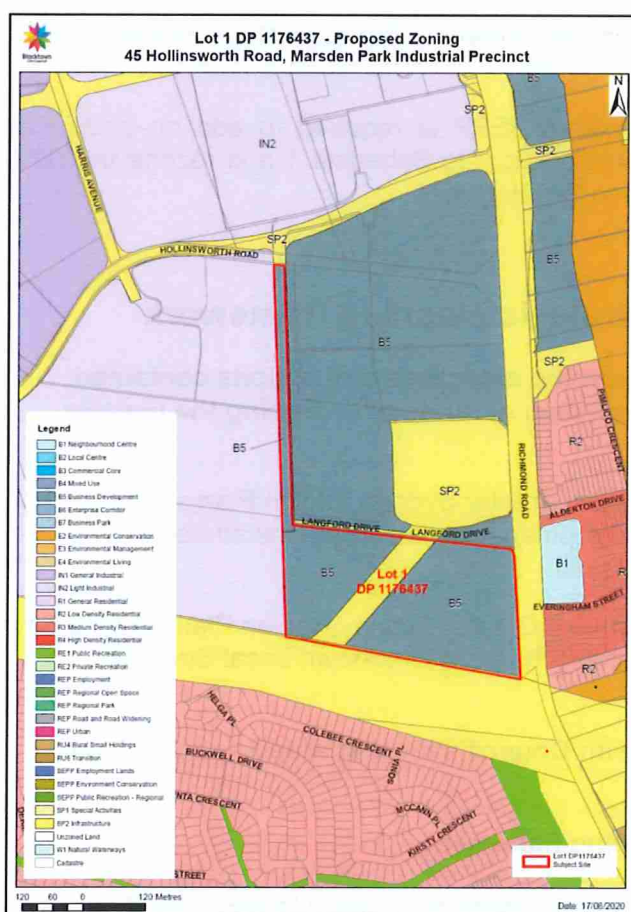 Blacktown
Lot 1 DP 1176437 - Proposed Zoning
45 Hollinsworth Road, Marsden Park Industrial Precinct
N
B5
SP2
IN2
SP2
HARRIS AVENUE
SP2
HOLLINSWORTH ROAD
B5
B5
SP2
PIMLICO CRESCENT
R2
RICHMOND ROAD
B5
SP2
ALDERTON DRIVE
LANGFORD DRIVE
LANGFORD DRIVE
B1
B5
Lot 1
DP 1176437
B5
EVERINGHAM STREET
R2
HELGA PL
COLEBEE CRESCENT
SONIA PL
BUCKWELL DRIVE
NTA CRESCENT
MCCANN PL
KIRSTY CRESCENT
STREET
Legend
B1 Neighbourhood Centre
B2 Local Centre
B3 Commercial Core
B4 Mixed Use
B5 Business Development
B6 Enterprise Corridor
B7 Business Park
E2 Environmental Conservation
E3 Environmental Management
E4 Environmental Living
IN1 General Industrial
IN2 Light Industrial
R1 General Residential
R2 Low Density Residential
R3 Medium Density Residential
R4 High Density Residential
RE1 Public Recreation
RE2 Private Recreation
REP Employment
REP Regional Open Space
REP Regional Park
REP Road and Road Widening
REP Urban
RU4 Rural Small Holdings
RU6 Transition
SEPP Employment Lands
SEPP Environment Conservation
SEPP Public Recreation - Regional
SP1 Special Activities
SP2 Infrastructure
Unzoned Land
W1 Natural Waterways
Cadastre
Lot1 DP1176437
Subject Site
120 60 0 120 Metres
Date: 17/06/2020